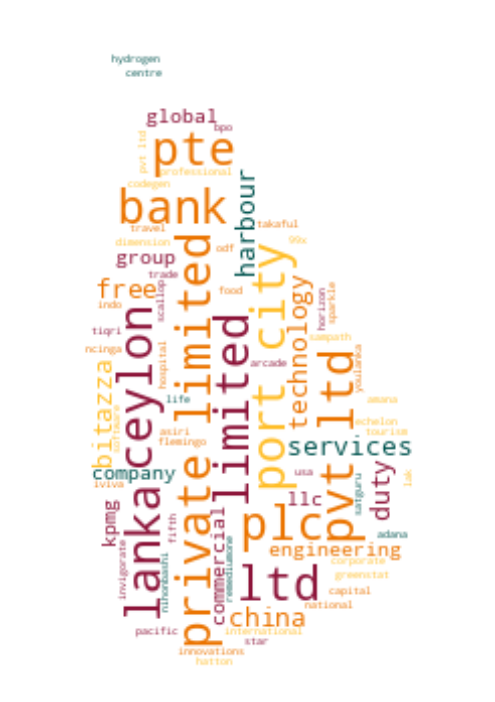 hydrogen
centre
global
bpo
pte
pvt ltd
professional
codegen
bank
harbour
takaful
travel
dimension
odf
99x
group
trade
free
food
scallop
indo
port city
technology
horizon
sparkle
private limited
ceylon
limited
tiqri
ncinga
hospital
arcade
sampath
youlanka
bitazza
software
life
pvt ltd
amana
asiri
flemingo
echelon
tourism
services
company
iviva
usa
satguru
duty
lak
lanka
kpmg
llc
commercial
fifth
plc
adana
engineering
invigorate
nihonbashi
remediumone
corporate
greenstat
ltd
capital
national
china
pacific
international
star
innovations
hatton